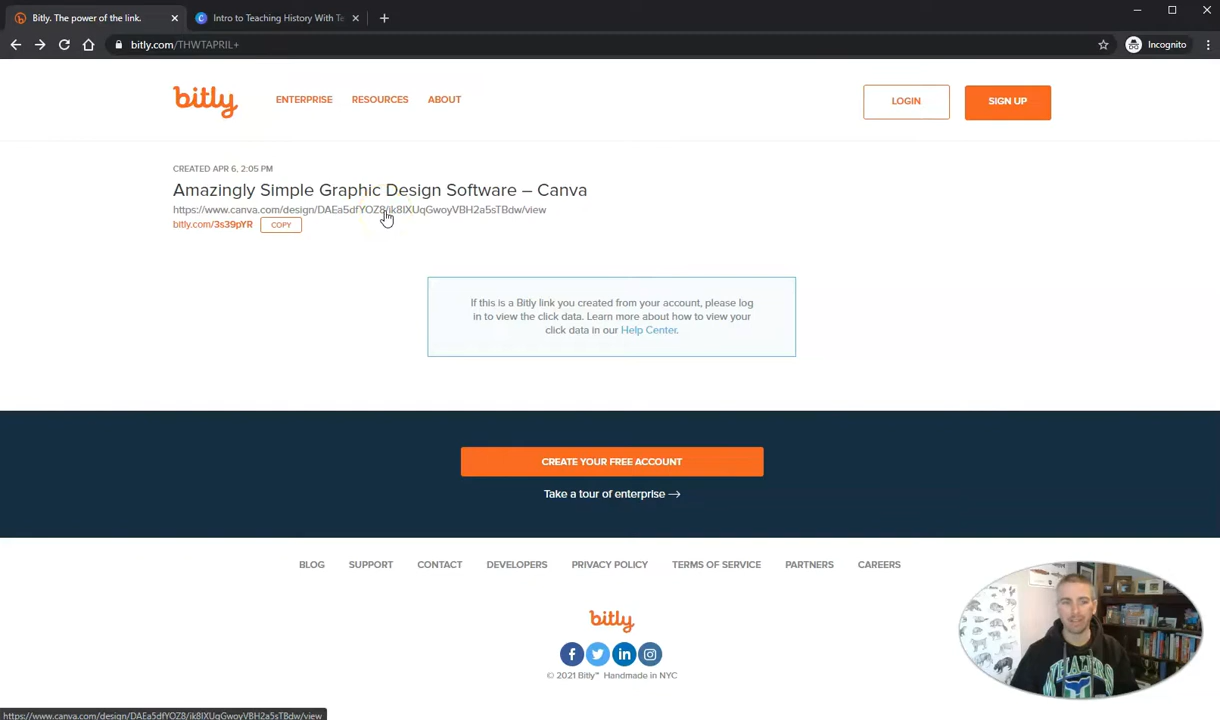 Bitly. The power of the link.
Intro to Teaching History With Te
bitly.com/THWTAPRIL+
Incognito
bitly
ENTERPRISE
RESOURCES
ABOUT
LOGIN
SIGN UP
CREATED APR 6, 2:05 PM
Amazingly Simple Graphic Design Software – Canva
https://www.canva.com/design/DAEa5dfYOZ8/ik8IXUqGwoyVBH2a5sTBdw/view
bitly.com/3s39pYR
COPY
If this is a Bitly link you created from your account, please log
in to view the click data. Learn more about how to view your
click data in our Help Center.
CREATE YOUR FREE ACCOUNT
Take a tour of enterprise →
BLOG
SUPPORT
CONTACT
DEVELOPERS
PRIVACY POLICY
TERMS OF SERVICE
PARTNERS
CAREERS
bitly
© 2021 Bitly™ Handmade in NYC
WHALERS
https://www.canva.com/design/DAEa5dfYOZ8/ik8IXUqGwoyVBH2a5sTBdw/view